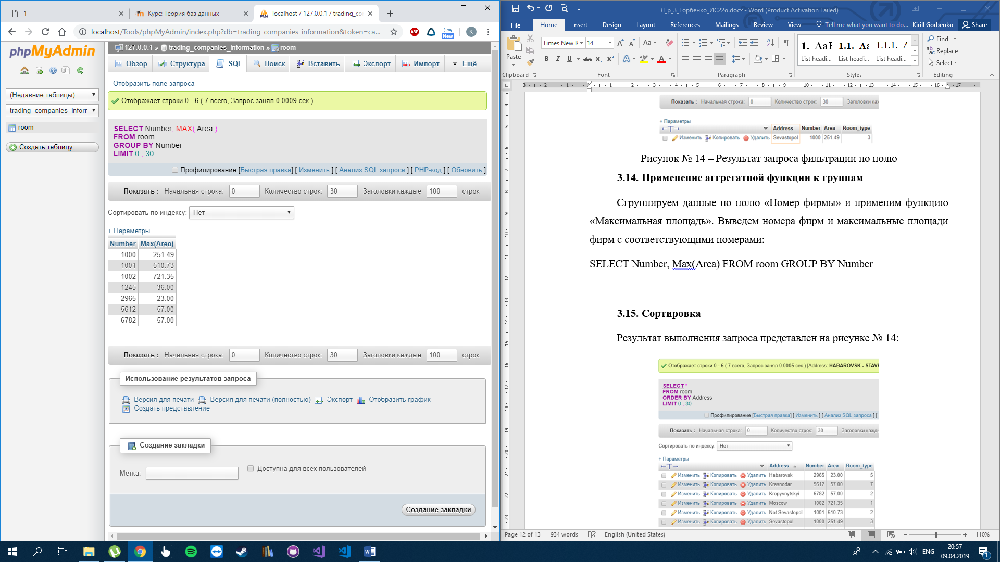 1
Курс: Теория баз данных
localhost / 127.0.0.1 / trading_co
localhost/Tools/phpMyAdmin/index.php?db=trading_companies_information&token=ca...
ABP
New
K
phpMyAdmin
(Недавние таблицы) ...
trading_companies_inforr
room
Создать таблицу
127.0.0.1 » trading_companies_information » room
Обзор Структура SQL Поиск Вставить Экспорт Импорт Ещё
Отобразить поле запроса
Отображает строки 0 - 6 ( 7 всего, Запрос занял 0.0009 сек.)
SELECT Number, MAX( Area )
FROM room
GROUP BY Number
LIMIT 0 , 30
Профилирование [Быстрая правка] [ Изменить ] [ Анализ SQL запроса ] [ PHP-код ] [ Обновить ]
Показать : Начальная строка: 0 Количество строк: 30 Заголовки каждые 100 строк
Сортировать по индексу: Нет
+ Параметры
Number Max(Area)
1000 251.49
1001 510.73
1002 721.35
1245 36.00
2965 23.00
5612 57.00
6782 57.00
Показать : Начальная строка: 0 Количество строк: 30 Заголовки каждые 100 строк
Использование результатов запроса
Версия для печати Версия для печати (полностью) Экспорт Отобразить график
Создать представление
Создание закладки
Метка: Доступна для всех пользователей
Создание закладки
Л_р_3_Горбенко_ИС22о.docx - Word (Product Activation Failed)
File Home Insert Design Layout References Mailings Review View Tell me what you want to do... Kirill Gorbenko Share
Paste
Times New R 14
Clipboard Font Paragraph Styles Editing
1. AaI 1.1. Aa 1.1.1. A
List headi... List headi... List headi...
Find
Replace
Select
Показать : Начальная строка: 0 Количество строк: 30 Заголовки каж
+ Параметры
Address Number Area Room_type
Изменить Копировать Удалить Sevastopol 1000 251.49 3
Рисунок № 14 – Результат запроса фильтрации по полю
3.14. Применение аггрегатной функции к группам
Сгруппируем данные по полю «Номер фирмы» и применим функцию
«Максимальная площадь». Выведем номера фирм и максимальные площади
фирм с соответствующими номерами:
SELECT Number, Max(Area) FROM room GROUP BY Number
3.15. Сортировка
Результат выполнения запроса представлен на рисунке № 14:
Отображает строки 0 - 6 ( 7 всего, Запрос занял 0.0005 сек.) [Address: HABAROVSK - STAVF
SELECT *
FROM room
ORDER BY Address
LIMIT 0 , 30
Профилирование [Быстрая правка] [ Изменить ] [ Анализ SQL запроса ] [
Показать : Начальная строка: 0 Количество строк: 30 Заголовки кажды
Сортировать по индексу: Нет
+ Параметры
Address Number Area Room_type
Изменить Копировать Удалить Habarovsk 2965 23.00 5
Изменить Копировать Удалить Krasnodar 5612 57.00 7
Изменить Копировать Удалить Kropyvnytskyi 6782 57.00 2
Изменить Копировать Удалить Moscow 1002 721.35 1
Изменить Копировать Удалить Not Sevastopol 1001 510.73 2
Изменить Копировать Удалить Sevastopol 1000 251.49 3
Page 12 of 13 934 words English (United States) 110%
ENG 20:57
09.04.2019
1